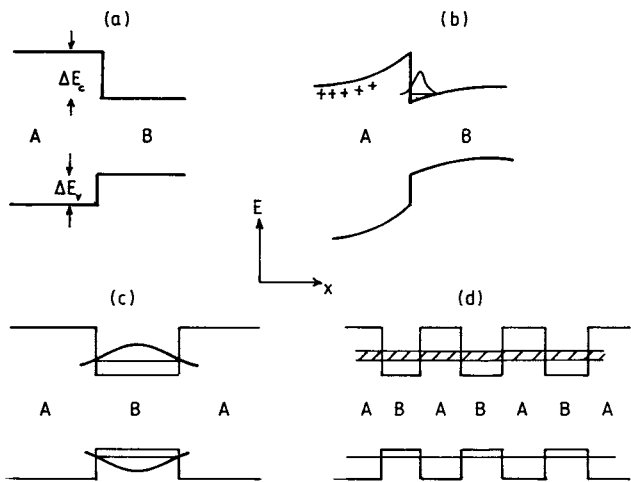 (a)
(b)
ΔE_c
+ + + + +
A B
A B
ΔE_v
E
x
(c)
(d)
A B A
A B A B A B A